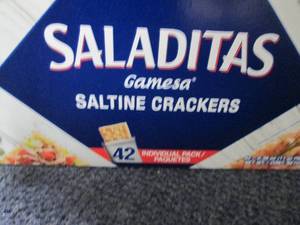 SALADITAS
Gamesa®
SALTINE CRACKERS
42
INDIVIDUAL PACK/
PAQUETES